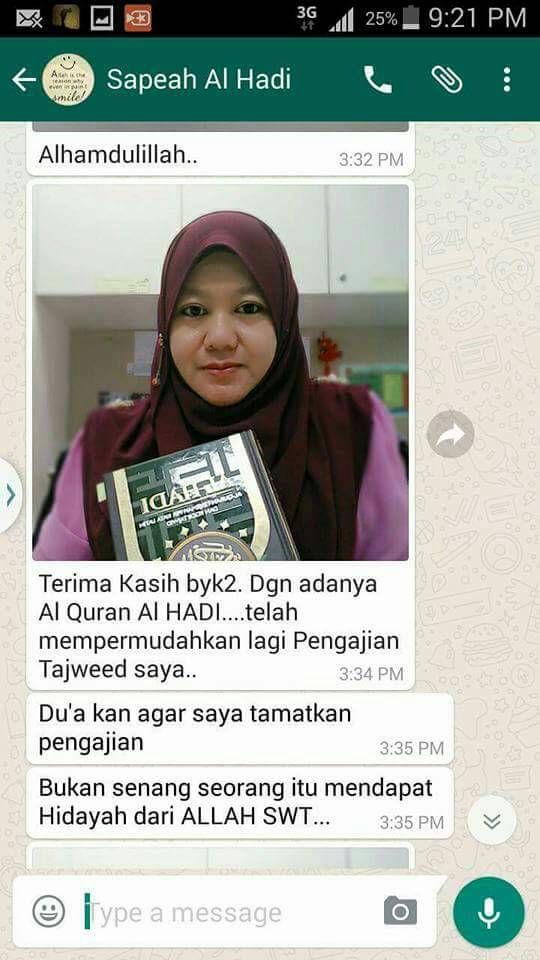 3G
25%
9:21 PM
Allah is the
reason why
even in pain I
smile!
Sapeah Al Hadi
Alhamdulillah..
3:32 PM
HADI
Terima Kasih byk2. Dgn adanya
Al Quran Al HADI....telah
mempermudahkan lagi Pengajian
Tajweed saya..
3:34 PM
Du'a kan agar saya tamatkan
pengajian
3:35 PM
Bukan senang seorang itu mendapat
Hidayah dari ALLAH SWT...
3:35 PM
Type a message